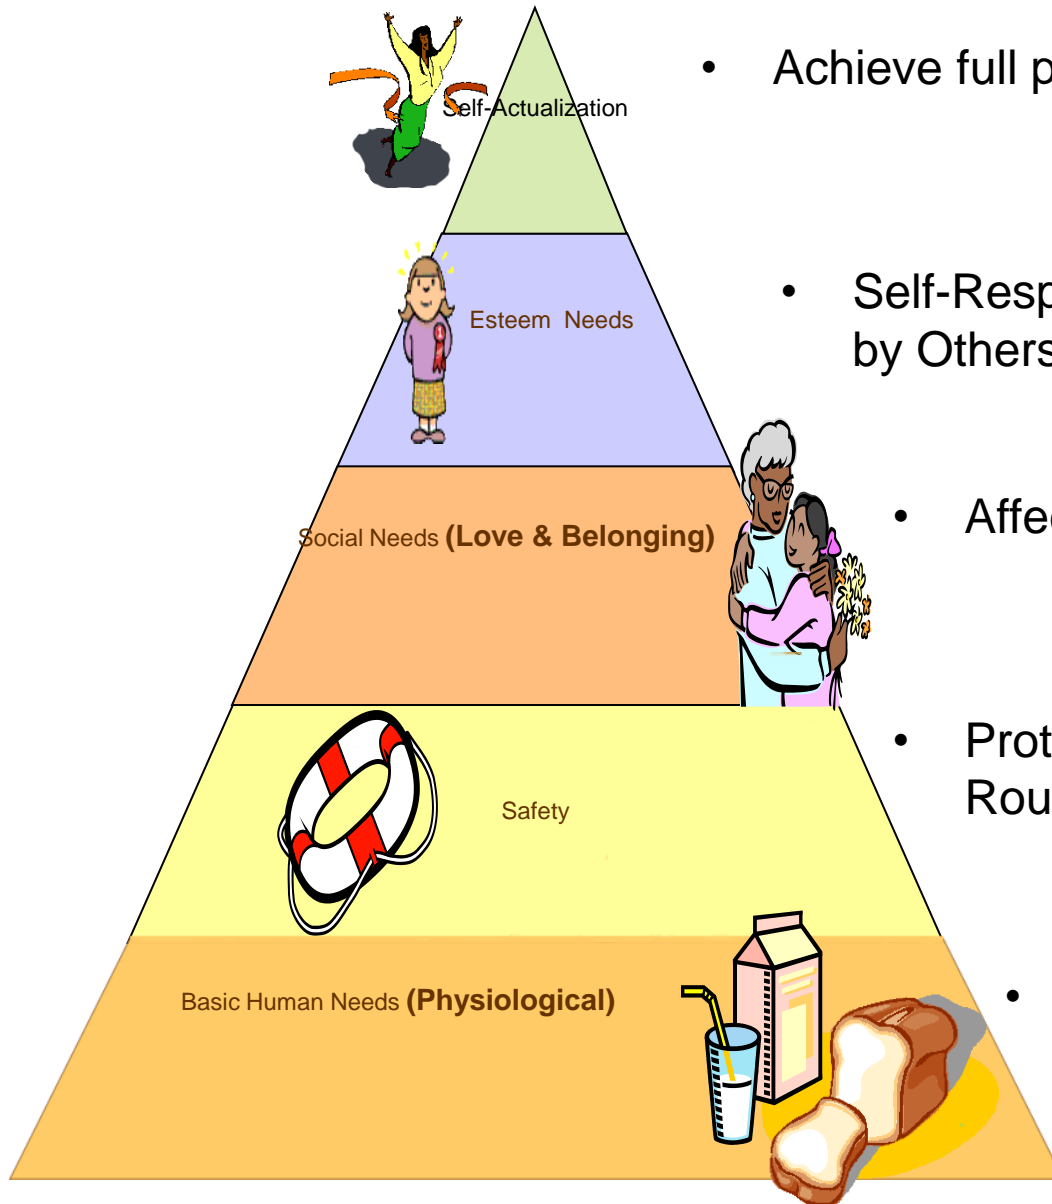 • Achieve full p
Self-Actualization
• Self-Resp
by Others
Esteem Needs
• Affe
Social Needs (Love & Belonging)
• Prot
Rou
Safety
Basic Human Needs (Physiological)
•